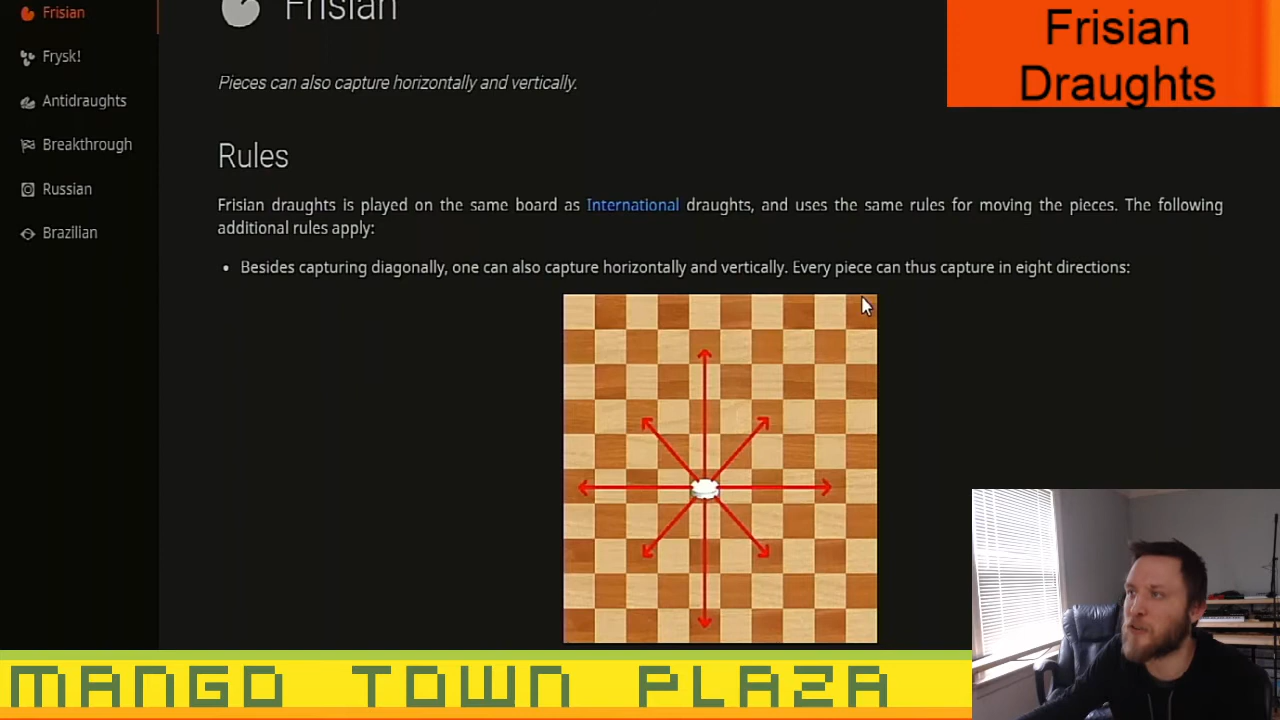 Frisian
Frysk!
Antidraughts
Breakthrough
Russian
Brazilian
Frisian
Pieces can also capture horizontally and vertically.
Rules
Frisian draughts is played on the same board as International draughts, and uses the same rules for moving the pieces. The following
additional rules apply:
• Besides capturing diagonally, one can also capture horizontally and vertically. Every piece can thus capture in eight directions:
Frisian
Draughts
MANGO TOWN PLAZA